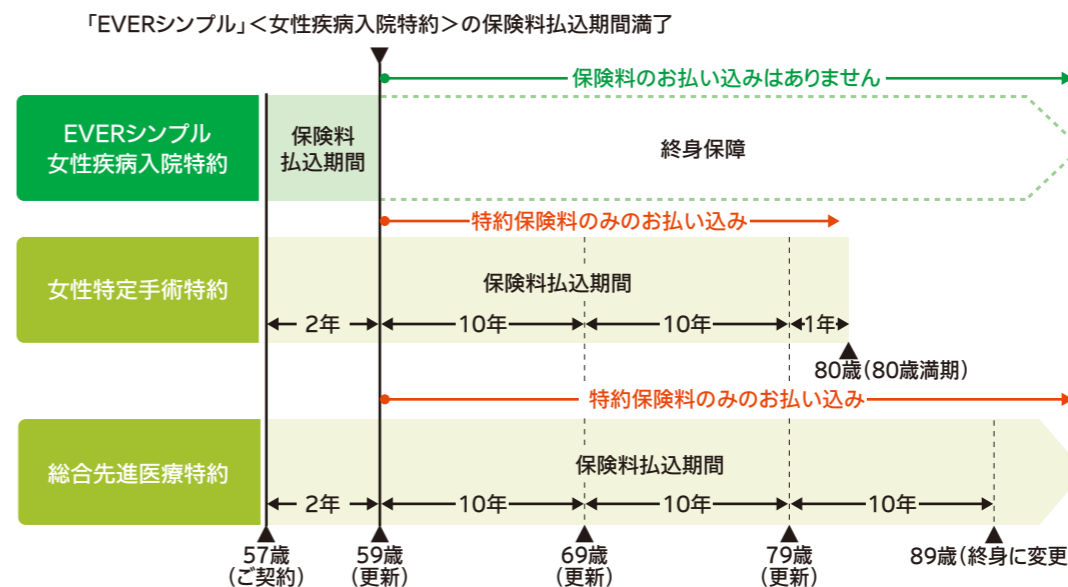 「EVERシンプル」<女性疾病入院特約>の保険料払込期間満了
保険料のお払い込みはありません
EVERシンプル
女性疾病入院特約
保険料
払込期間
終身保障
特約保険料のみのお払い込み
女性特定手術特約
保険料払込期間
2年
10年
10年
1年
80歳(80歳満期)
特約保険料のみのお払い込み
総合先進医療特約
保険料払込期間
2年
10年
10年
10年
57歳
(ご契約)
59歳
(更新)
69歳
(更新)
79歳
(更新)
89歳(終身に変更